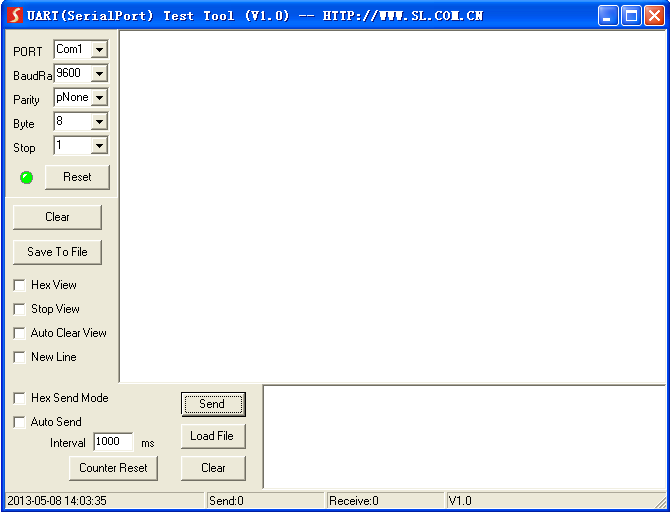 UART(SerialPort) Test Tool (V1.0) -- HTTP://WWW.SL.COM.CN
PORT Com1
BaudRa 9600
Parity pNone
Byte 8
Stop 1
Reset
Clear
Save To File
Hex View
Stop View
Auto Clear View
New Line
Hex Send Mode
Send
Auto Send
Load File
Interval 1000 ms
Counter Reset
Clear
2013-05-08 14:03:35 Send:0 Receive:0 V1.0